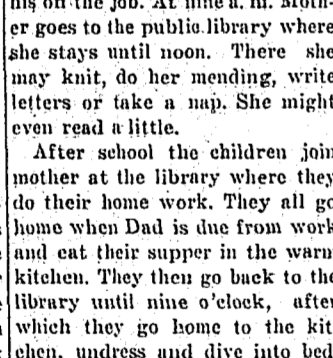 his on the job. At nine a. m. Moth-
er goes to the public library where
she stays until noon. There she
may knit, do her mending, write
letters or take a nap. She might
even read a little.
After school the children join
mother at the library where they
do their home work. They all go
home when Dad is due from work
and eat their supper in the warm
kitchen. They then go back to the
library until nine o'clock, after
which they go home to the kit
chen, undress and dive into bed